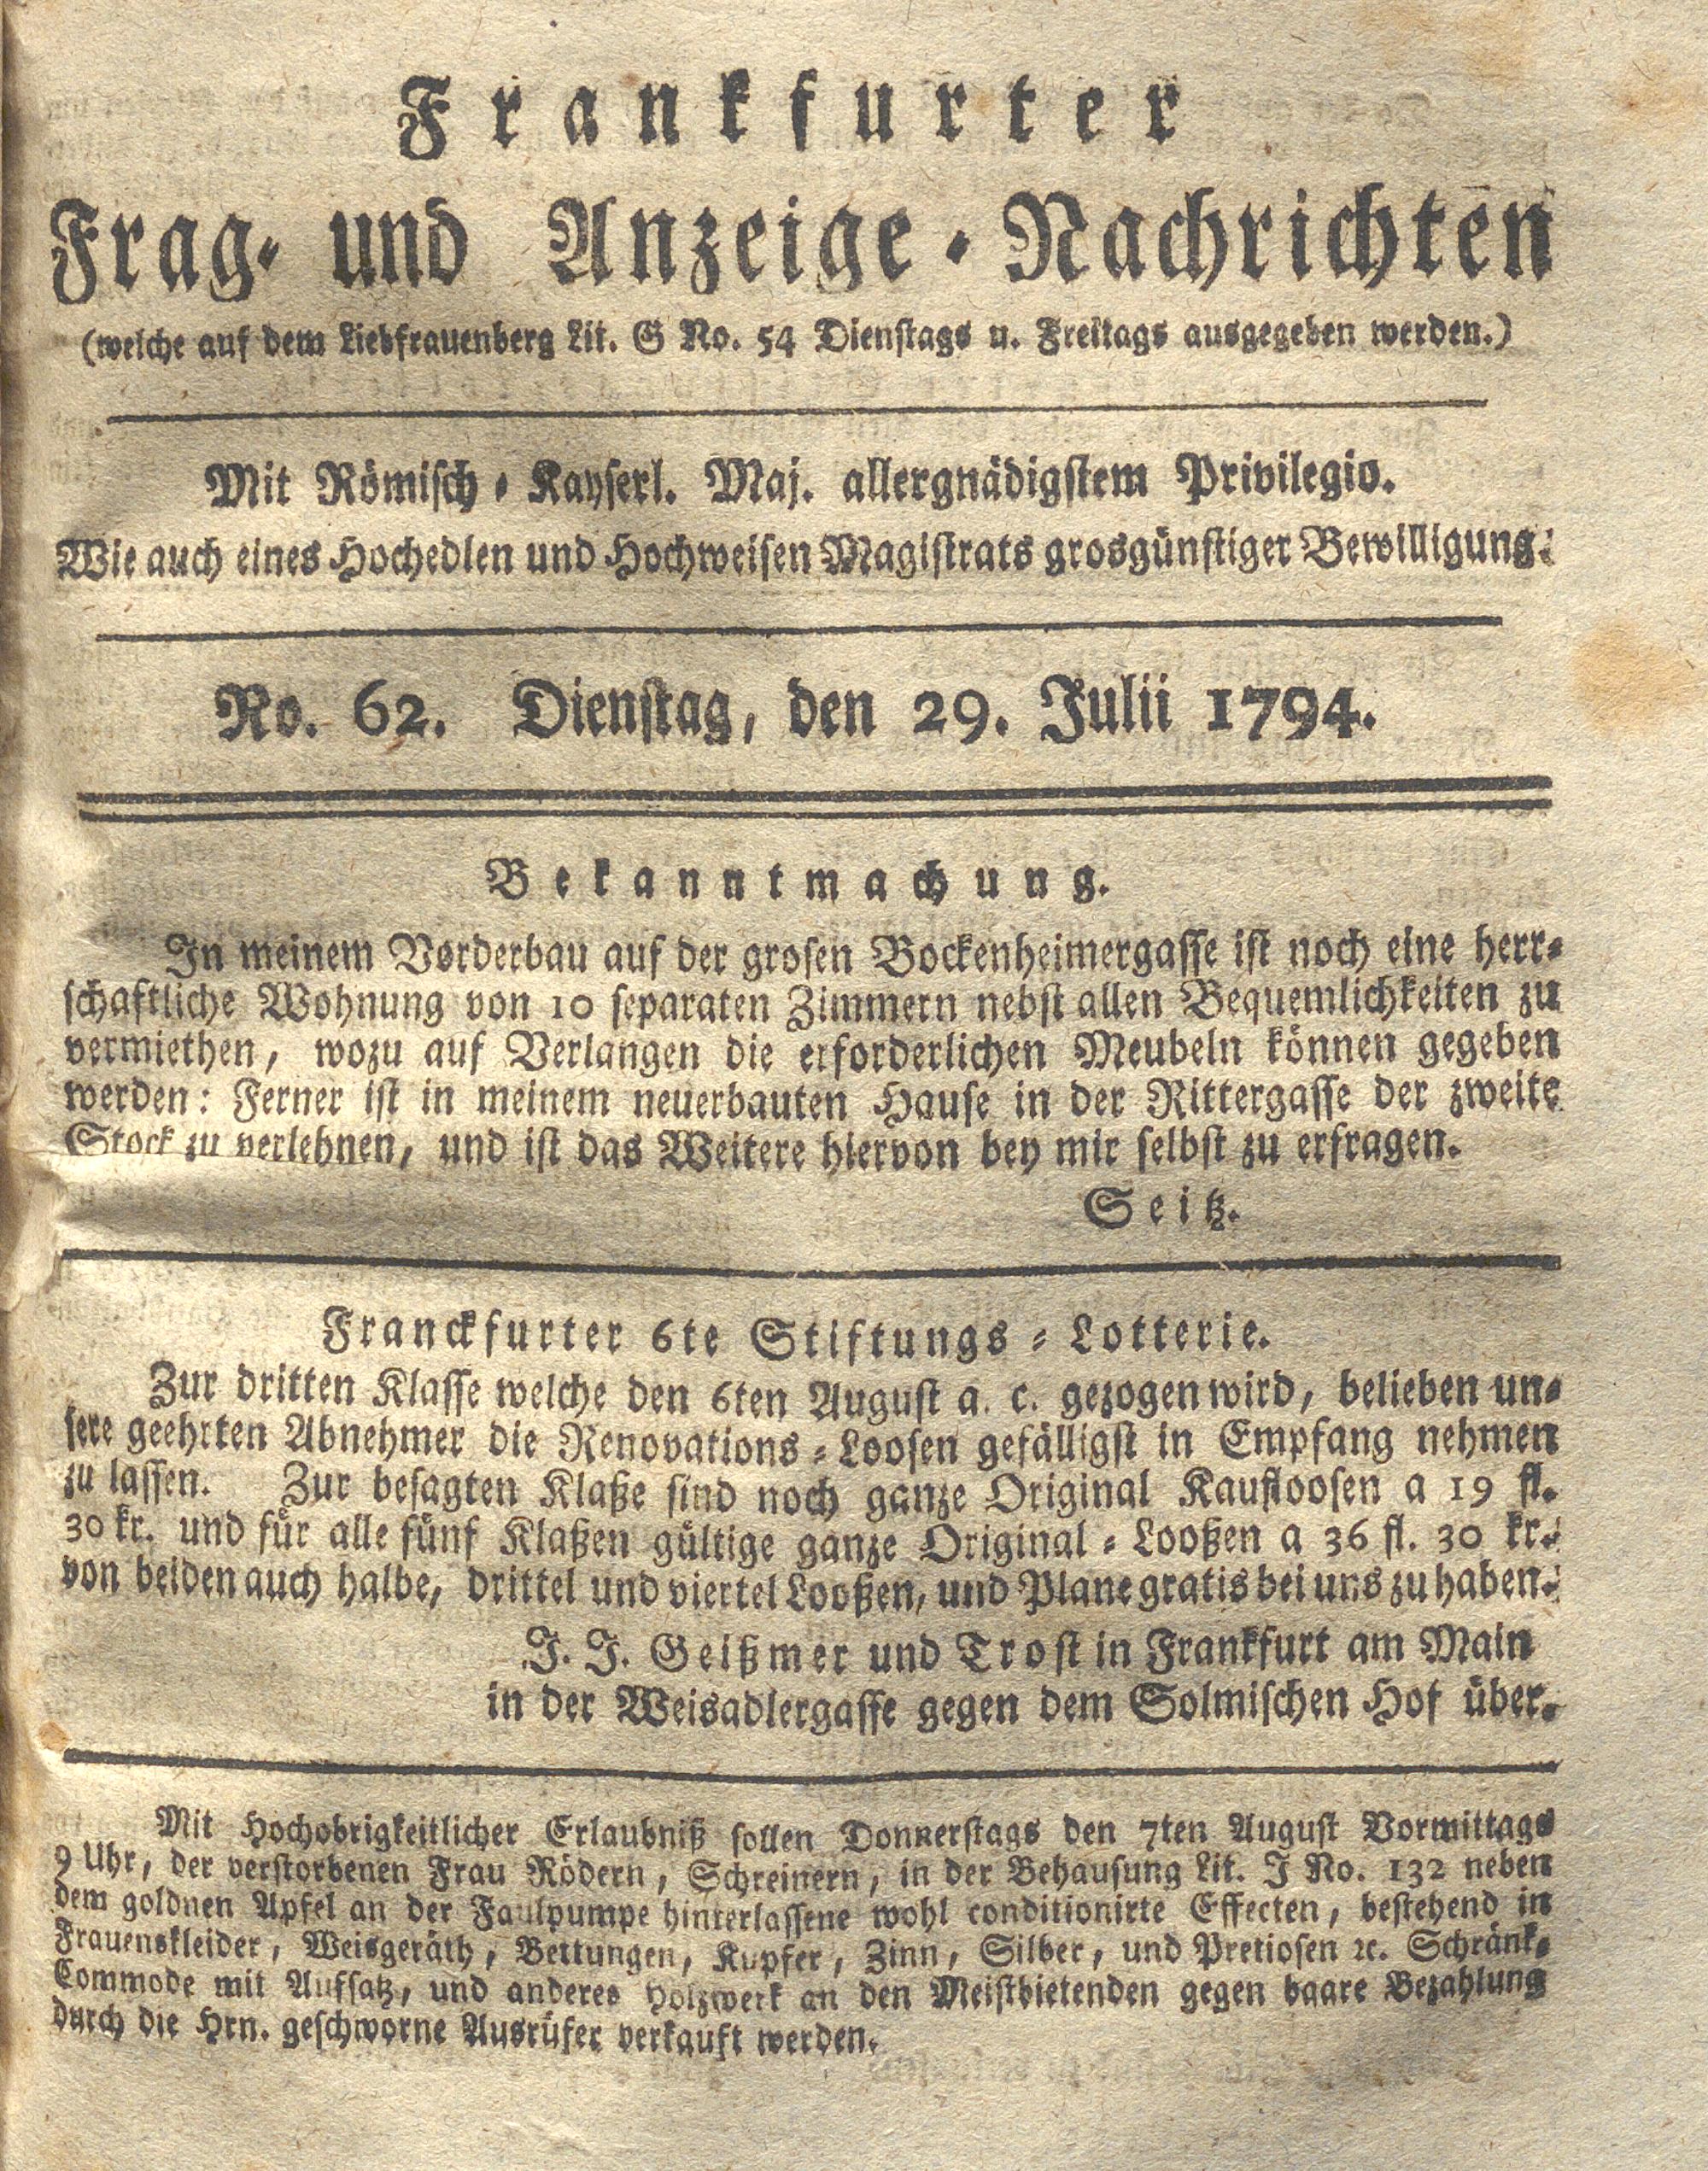 Frankfurter
Frag- und Anzeige-Nachrichten
(welche auf dem Liebfrauenberg Lit. G No. 54 Dienstags u. Freitags ausgegeben werden.)
Mit Römisch-Kayserl. Maj. allergnädigstem Privilegio.
Wie auch eines Hochedlen und Hochweisen Magistrats grosgünstiger Bewilligung.
No. 62. Dienstag, den 29. Julii 1794.
Bekanntmachung.
In meinem Vorderbau auf der grosen Bockenheimergasse ist noch eine herr-
schaftliche Wohnung von 10 separaten Zimmern nebst allen Bequemlichkeiten zu
vermiethen, wozu auf Verlangen die erforderlichen Meubeln können gegeben
werden: Ferner ist in meinem neuerbauten Hause in der Rittergasse der zweite
Stock zu verlehnen, und ist das Weitere hiervon bey mir selbst zu erfragen.
Seitz.
Franckfurter 6te Stiftungs-Lotterie.
Zur dritten Klasse welche den 6ten August a. c. gezogen wird, belieben un-
sere geehrten Abnehmer die Renovations-Loosen gefälligst in Empfang nehmen
zu lassen. Zur besagten Klaße sind noch ganze Original Kaufloosen a 19 fl.
30 kr. und für alle fünf Klaßen gültige ganze Original-Looßen a 36 fl. 30 kr.
von beiden auch halbe, drittel und viertel Looßen, und Plane gratis bei uns zu haben.
J. J. Geißmer und Trost in Frankfurt am Main
in der Weisadlergasse gegen dem Solmischen Hof über.
Mit Hochobrigkeitlicher Erlaubniß sollen Donnerstags den 7ten August Vormittags
9 Uhr, der verstorbenen Frau Rödern, Schreinern, in der Behausung Lit. J No. 132 neben
dem goldnen Apfel an der Faulpumpe hinterlassene wohl conditionirte Effecten, bestehend in
Frauenskleider, Weisgeräth, Bettungen, Kupfer, Zinn, Silber, und Pretiosen ꝛc. Schränk-
Commode mit Aufsatz, und anderes Holzwerk an den Meistbietenden gegen baare Bezahlung
durch die Hrn. geschworne Ausrüfer verkauft werden.